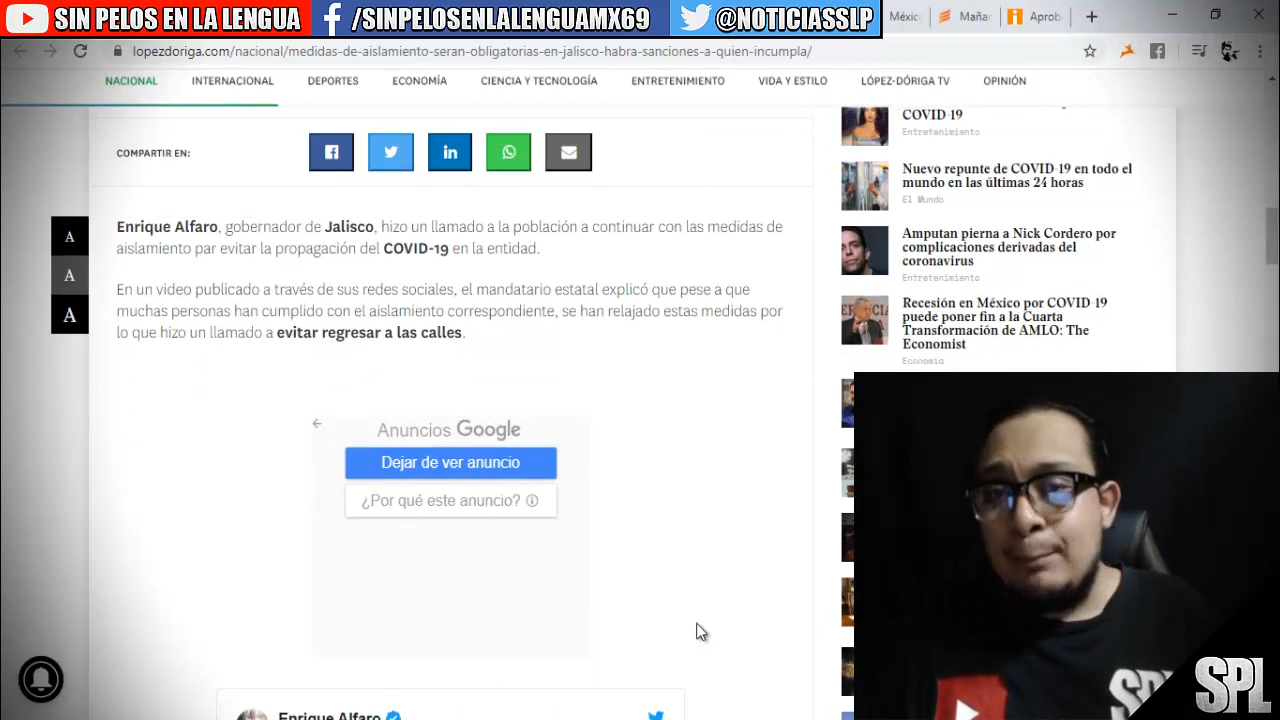 SIN PELOS EN LA LENGUA
/SINPELOSENLALENGUAMX69
@NOTICIASSLP
Méxic
Mañar
Aprob
lopezdoriga.com/nacional/medidas-de-aislamiento-seran-obligatorias-en-jalisco-habra-sanciones-a-quien-incumpla/
NACIONAL
INTERNACIONAL
DEPORTES
ECONOMÍA
CIENCIA Y TECNOLOGÍA
ENTRETENIMIENTO
VIDA Y ESTILO
LÓPEZ-DÓRIGA TV
OPINIÓN
COMPARTIR EN:
A
A
A
Enrique Alfaro, gobernador de Jalisco, hizo un llamado a la población a continuar con las medidas de
aislamiento par evitar la propagación del COVID-19 en la entidad.
En un video publicado a través de sus redes sociales, el mandatario estatal explicó que pese a que
muchas personas han cumplido con el aislamiento correspondiente, se han relajado estas medidas por
lo que hizo un llamado a evitar regresar a las calles.
Anuncios Google
Dejar de ver anuncio
¿Por qué este anuncio?
Enrique Alfaro
COVID-19
Entretenimiento
Nuevo repunte de COVID-19 en todo el
mundo en las últimas 24 horas
El Mundo
Amputan pierna a Nick Cordero por
complicaciones derivadas del
coronavirus
Entretenimiento
Recesión en México por COVID-19
puede poner fin a la Cuarta
Transformación de AMLO: The
Economist
Economía
SPL
SPL